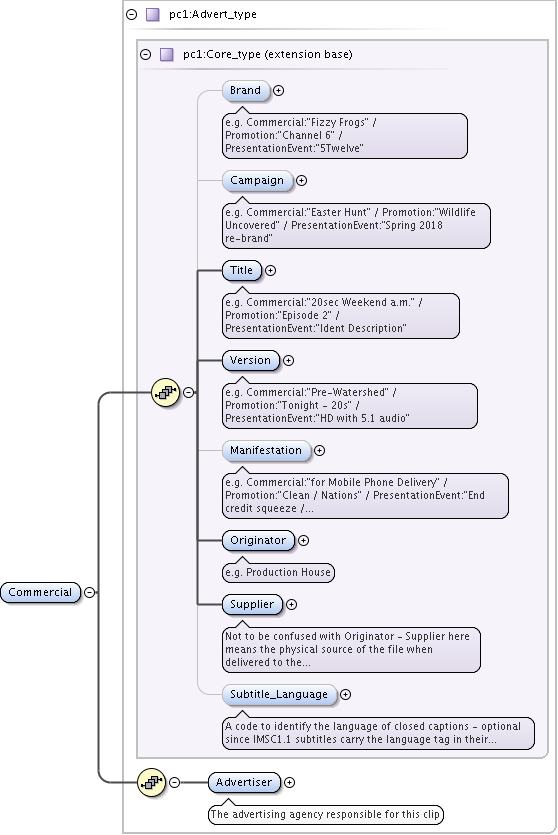 pc1:Advert_type
pc1:Core_type (extension base)
Brand
e.g. Commercial:"Fizzy Frogs" /
Promotion:"Channel 6" /
PresentationEvent:"5Twelve"
Campaign
e.g. Commercial:"Easter Hunt" / Promotion:"Wildlife
Uncovered" / PresentationEvent:"Spring 2018
re-brand"
Title
e.g. Commercial:"20sec Weekend a.m." /
Promotion:"Episode 2" /
PresentationEvent:"Ident Description"
Version
e.g. Commercial:"Pre-Watershed" /
Promotion:"Tonight - 20s" /
PresentationEvent:"HD with 5.1 audio"
Manifestation
e.g. Commercial:"for Mobile Phone Delivery" /
Promotion:"Clean / Nations" / PresentationEvent:"End
credit squeeze /...
Originator
e.g. Production House
Commercial
Supplier
Not to be confused with Originator - Supplier here
means the physical source of the file when
delivered to the...
Subtitle_Language
A code to identify the language of closed captions - optional
since IMSC1.1 subtitles carry the language tag in their...
Advertiser
The advertising agency responsible for this clip